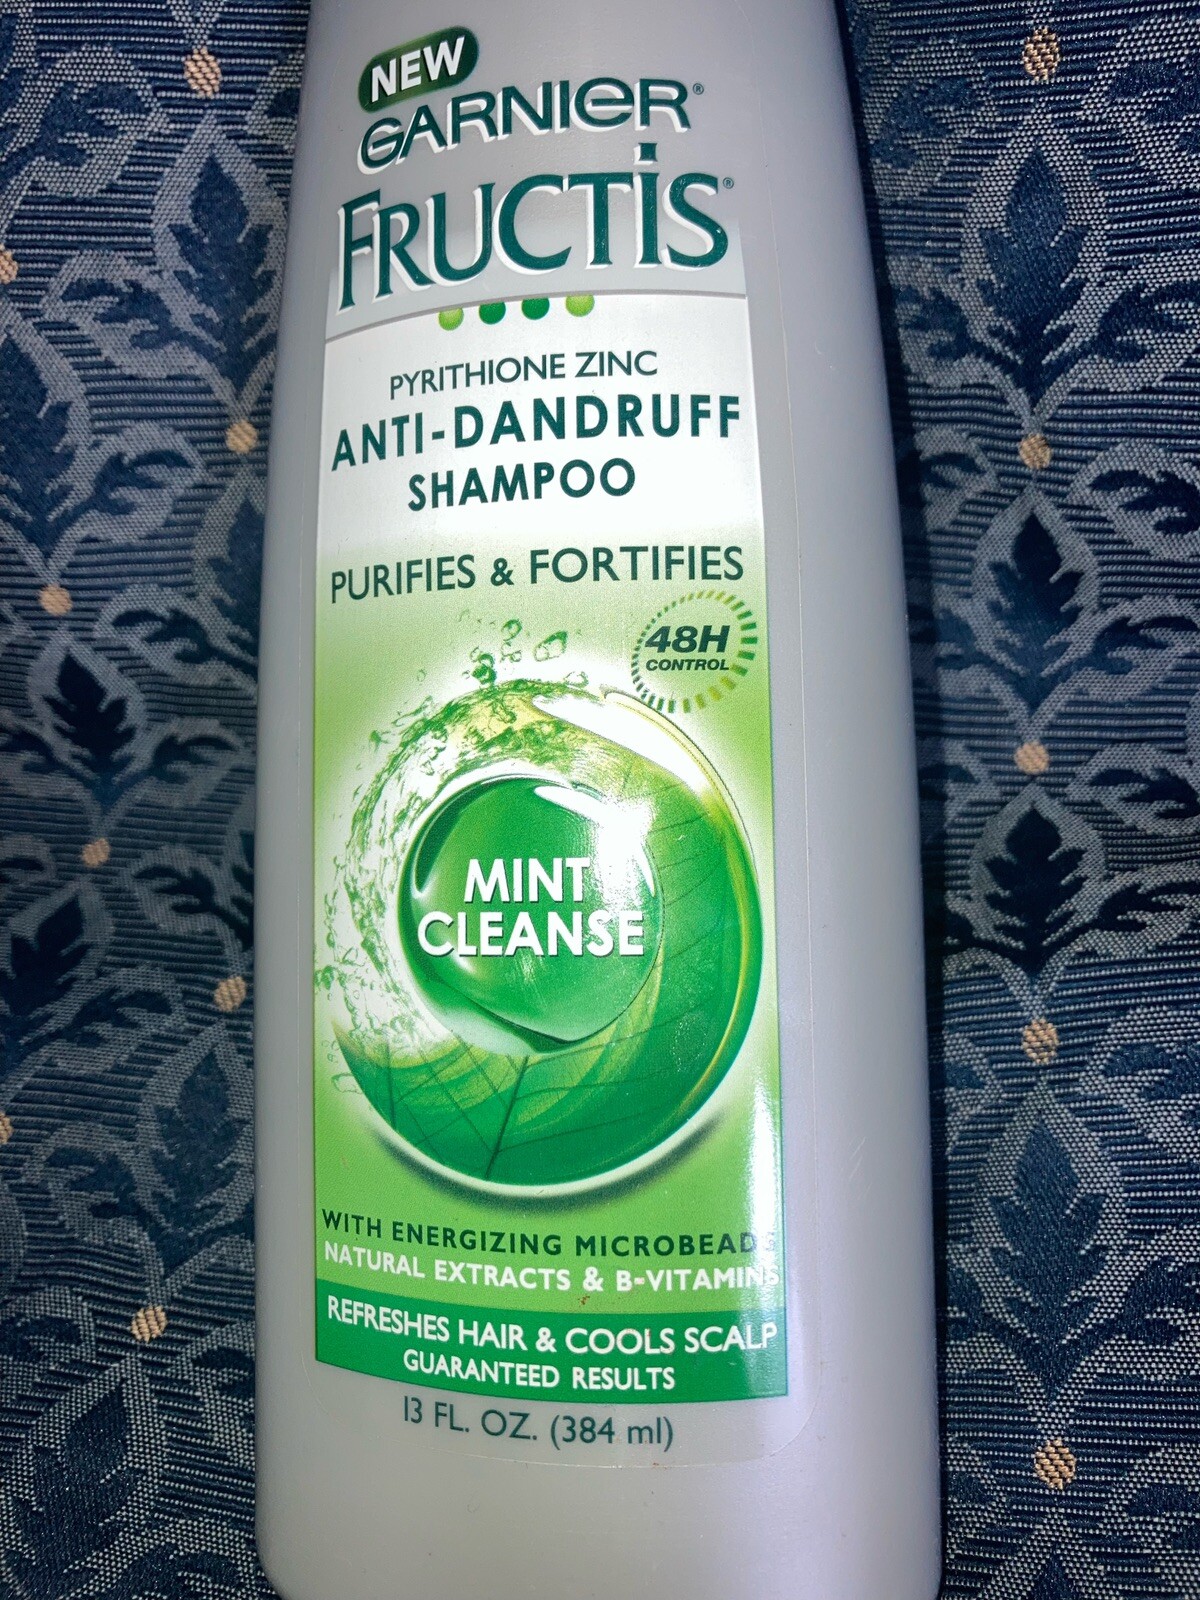 NEW
GARNIER®
FRUCTIS®
PYRITHIONE ZINC
ANTI-DANDRUFF
SHAMPOO
PURIFIES & FORTIFIES
48H
CONTROL
MINT
CLEANSE
WITH ENERGIZING MICROBEADS
NATURAL EXTRACTS & B-VITAMINS
REFRESHES HAIR & COOLS SCALP
GUARANTEED RESULTS
13 FL. OZ. (384 ml)